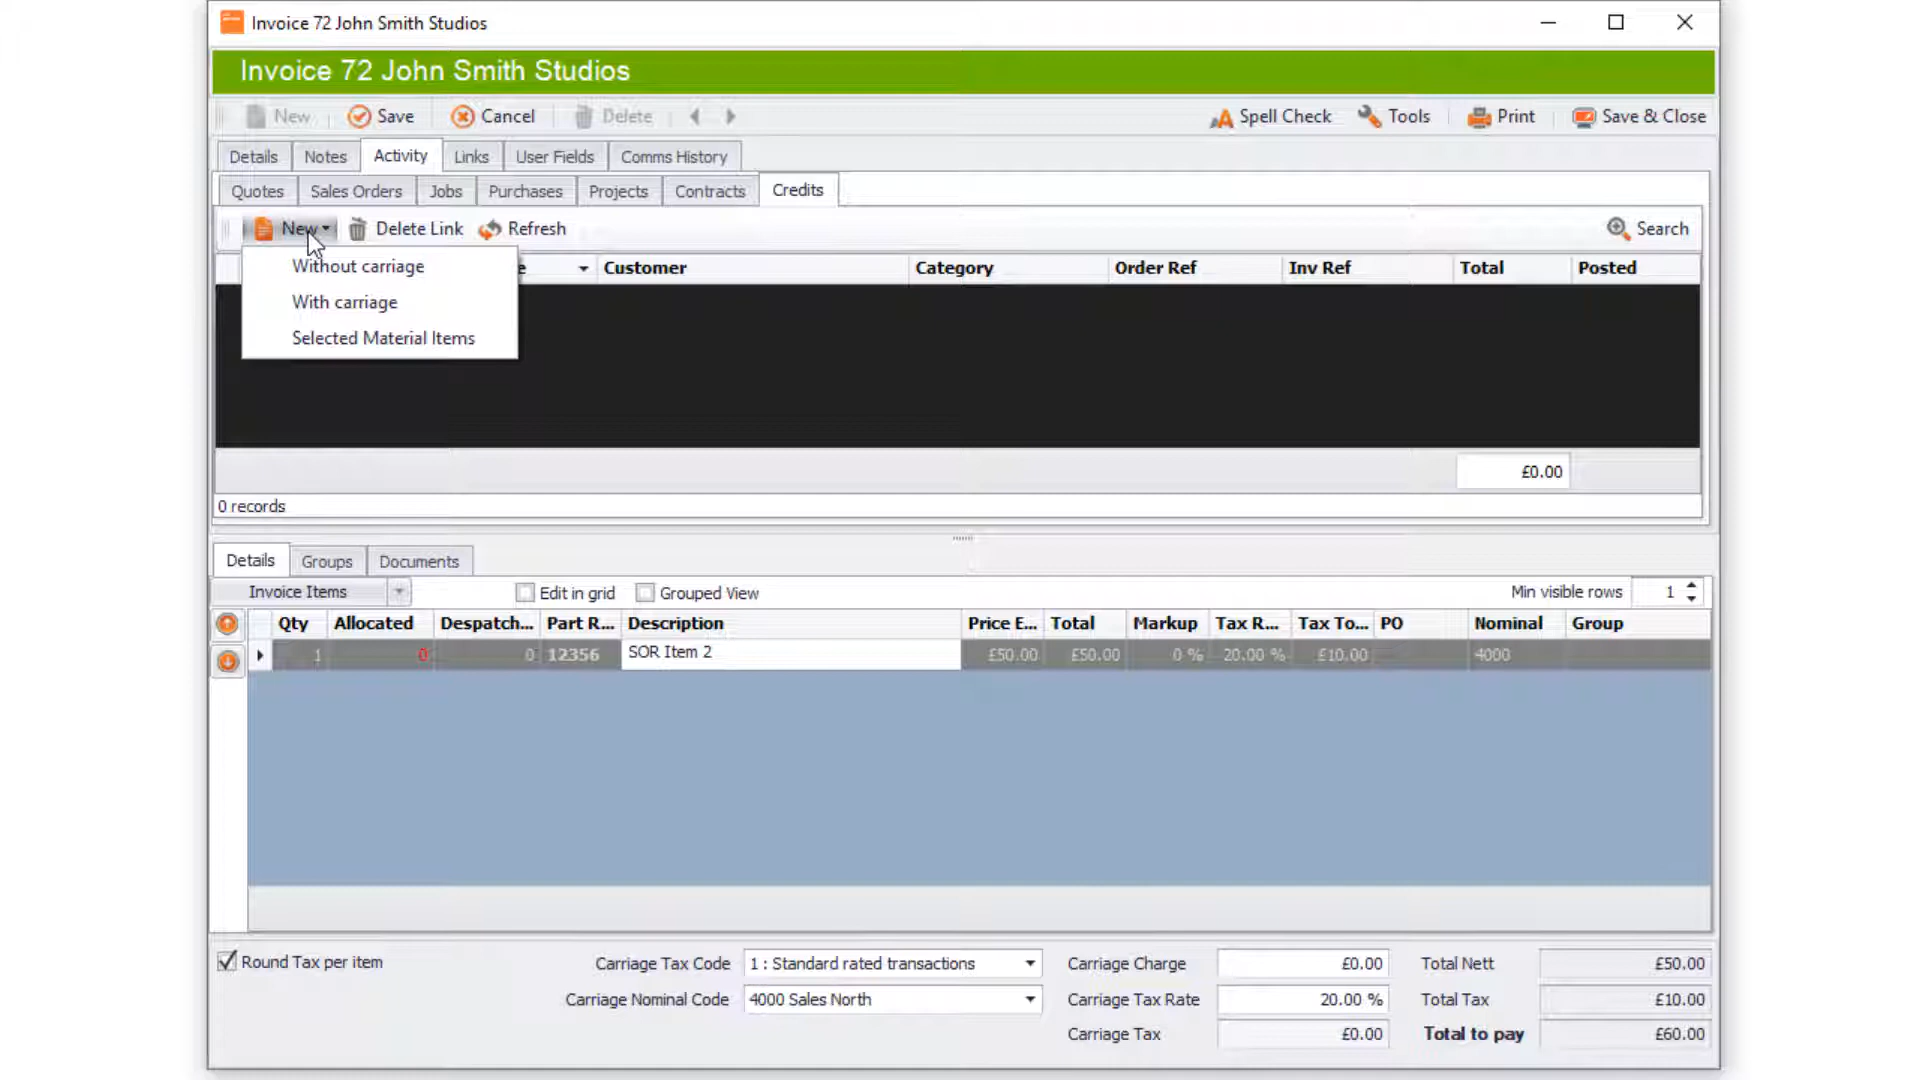 Invoice 72 John Smith Studios
Invoice 72 John Smith Studios
New Save Cancel Delete Spell Check Tools Print Save & Close
Details Notes Activity Links User Fields Comms History
Quotes Sales Orders Jobs Purchases Projects Contracts Credits
New Delete Link Refresh Search
e Customer Category Order Ref Inv Ref Total Posted
Without carriage
With carriage
Selected Material Items
£0.00
0 records
Details Groups Documents
Invoice Items Edit in grid Grouped View Min visible rows 1
Qty Allocated Despatch... Part R... Description Price E... Total Markup Tax R... Tax To... PO Nominal Group
1 0 0 12356 SOR Item 2 £50.00 £50.00 0 % 20.00 % £10.00 4000
Round Tax per item Carriage Tax Code 1 : Standard rated transactions Carriage Charge £0.00 Total Nett £50.00
Carriage Nominal Code 4000 Sales North Carriage Tax Rate 20.00 % Total Tax £10.00
Carriage Tax £0.00 Total to pay £60.00